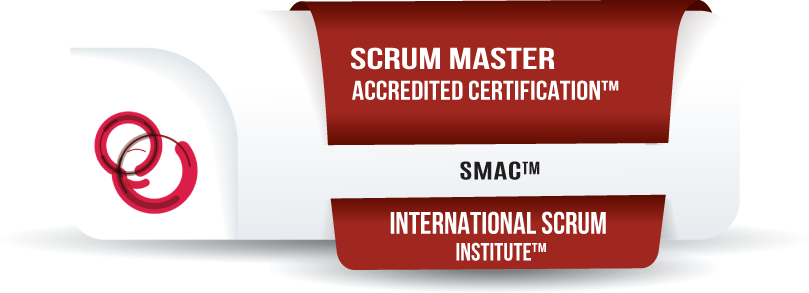 SCRUM MASTER
ACCREDITED CERTIFICATION™
SMAC™
INTERNATIONAL SCRUM
INSTITUTE™